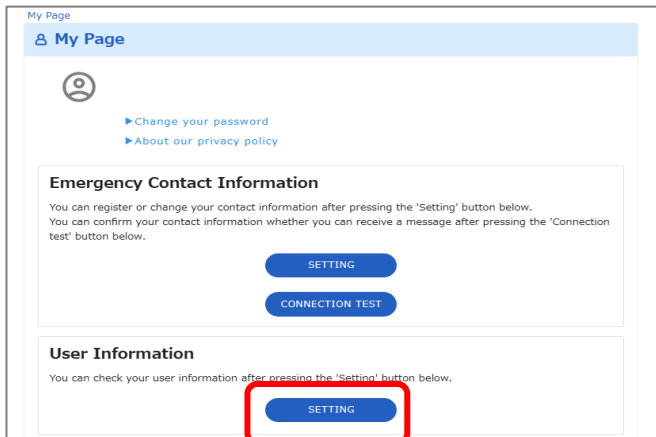 My Page
My Page
▶Change your password
▶About our privacy policy
Emergency Contact Information
You can register or change your contact information after pressing the 'Setting' button below.
You can confirm your contact information whether you can receive a message after pressing the 'Connection
test' button below.
SETTING
CONNECTION TEST
User Information
You can check your user information after pressing the 'Setting' button below.
SETTING